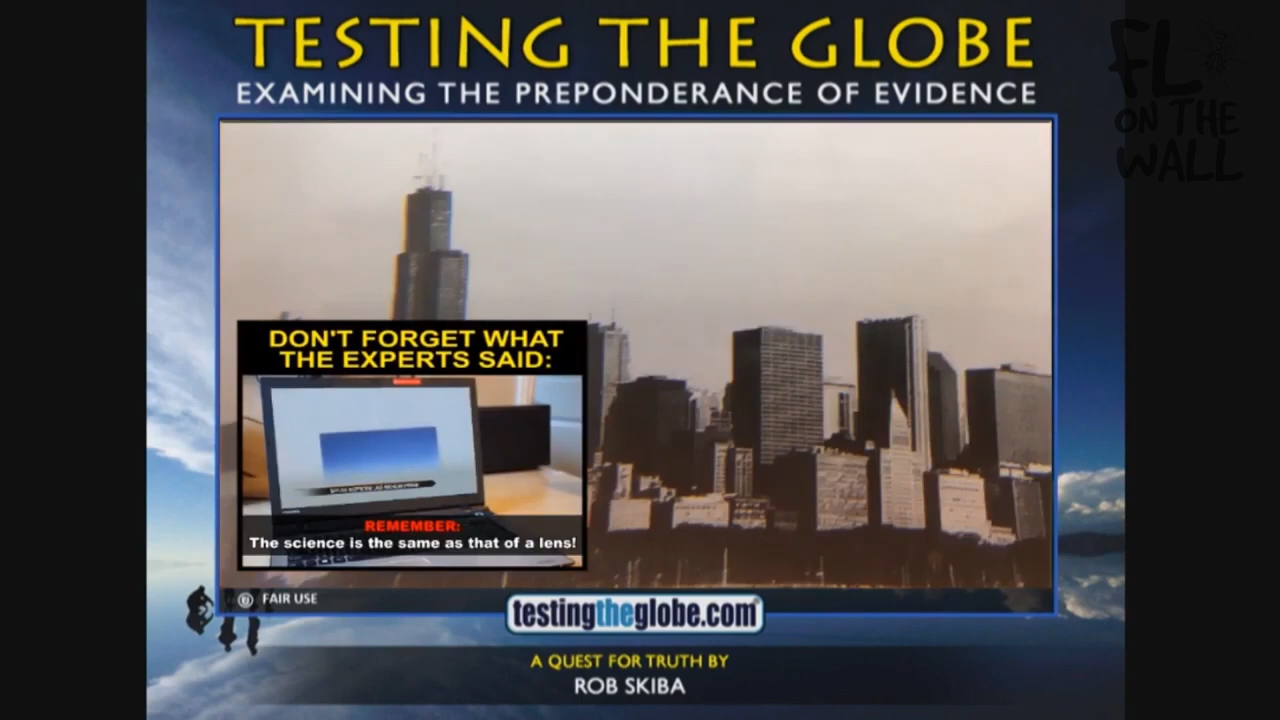 TESTING THE GLOBE
EXAMINING THE PREPONDERANCE OF EVIDENCE
FL
ON THE
WALL
DON'T FORGET WHAT
THE EXPERTS SAID:
REMEMBER:
The science is the same as that of a lens!
FAIR USE
testingtheglobe.com
A QUEST FOR TRUTH BY
ROB SKIBA